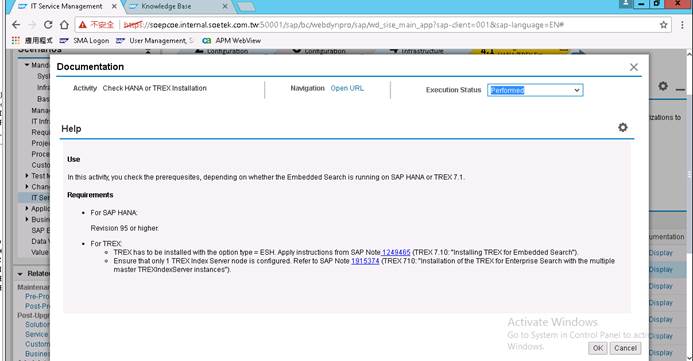 IT Service Management
Knowledge Base
不安全 https://soepcoe.internal.soetek.com.tw:50001/sap/bc/webdynpro/sap/wd_sise_main_app?sap-client=001&sap-language=EN#
應用程式 SMA Logon User Management, S CA APM WebView
Scenarios
2 Configuration
Configuration
Infrastructure
Documentation
Activity Check HANA or TREX Installation Navigation Open URL Execution Status Performed
Help
Use
In this activity, you check the prerequesites, depending on whether the Embedded Search is running on SAP HANA or TREX 7.1.
Requirements
• For SAP HANA:
Revision 95 or higher.
• For TREX:
TREX has to be installed with the option type = ESH. Apply instructions from SAP Note 1249465 (TREX 7.10: "Installing TREX for Embedded Search").
Ensure that only 1 TREX Index Server node is configured. Refer to SAP Note 1915374 (TREX 710: "Installation of the TREX for Enterprise Search with the multiple
master TREXIndexServer instances").
Manda
Syst
Infra
Basi
Manag
IT Infra
Requi
Projec
Proce
Custo
Test M
Chang
IT Ser
Applic
Busin
SAP E
Data V
Value
Related
Maintenan
Pre-Pro
Post-Pr
Post-Upgr
Solution
Service
Custom
Busines
izations to
umentation
Display
Display
Display
Display
Display
Display
Activate Windows
Go to System in Control Panel to acti
Windows.
OK Cancel